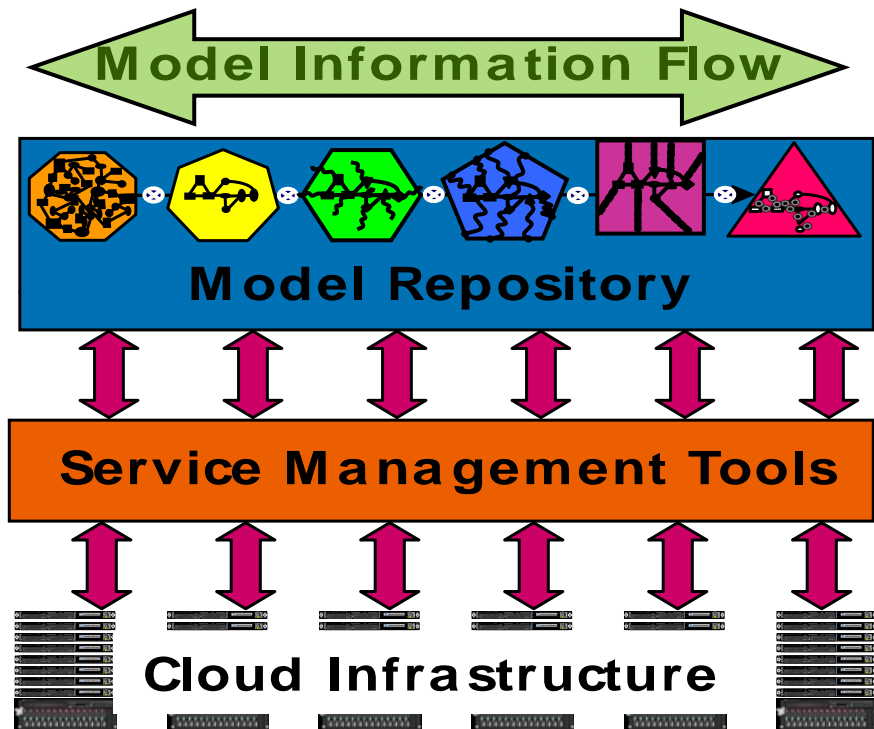 Model Information Flow
Model Repository
Service Management Tools
Cloud Infrastructure